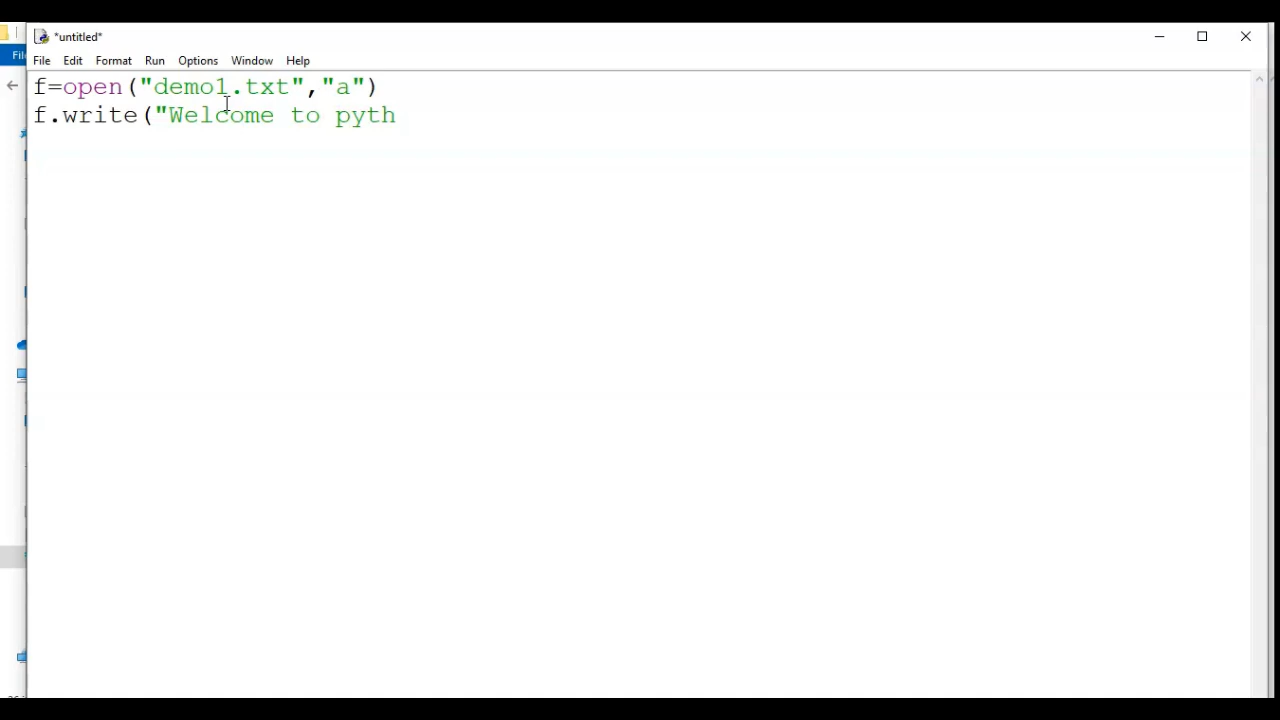 *untitled*
File Edit Format Run Options Window Help
f=open("demo1.txt","a")
f.write("Welcome to pyth